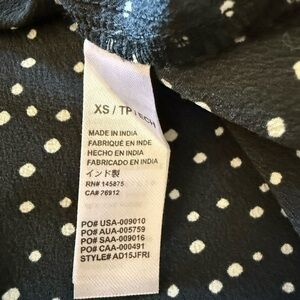 XS / TP / ECH
MADE IN INDIA
FABRIQUÉ EN INDE
HECHO EN INDIA
FABRICADO EN INDIA
インド製
RN# 145875
CA# 76912
PO# USA-009010
PO# AUA-005759
PO# SAA-009016
PO# CAA-000491
STYLE# AD15JFRI